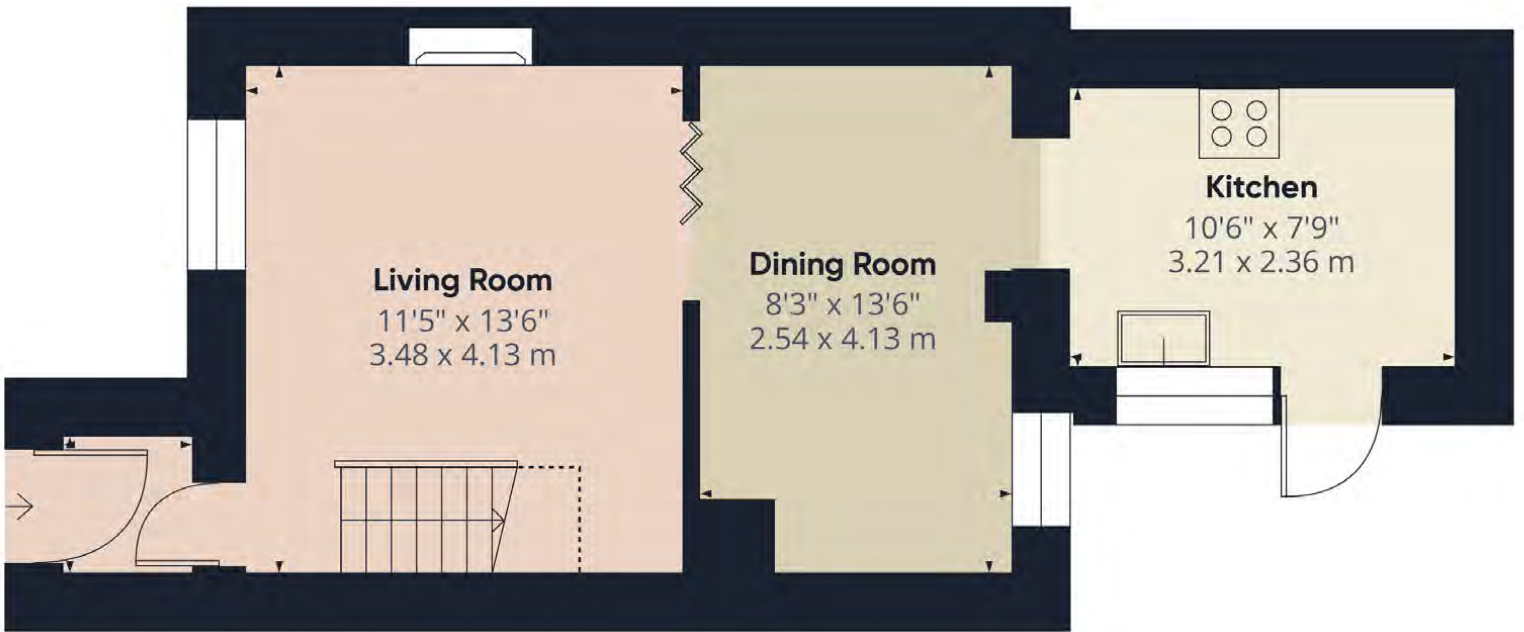 Living Room
11'5" x 13'6"
3.48 x 4.13 m
Dining Room
8'3" x 13'6"
2.54 x 4.13 m
Kitchen
10'6" x 7'9"
3.21 x 2.36 m